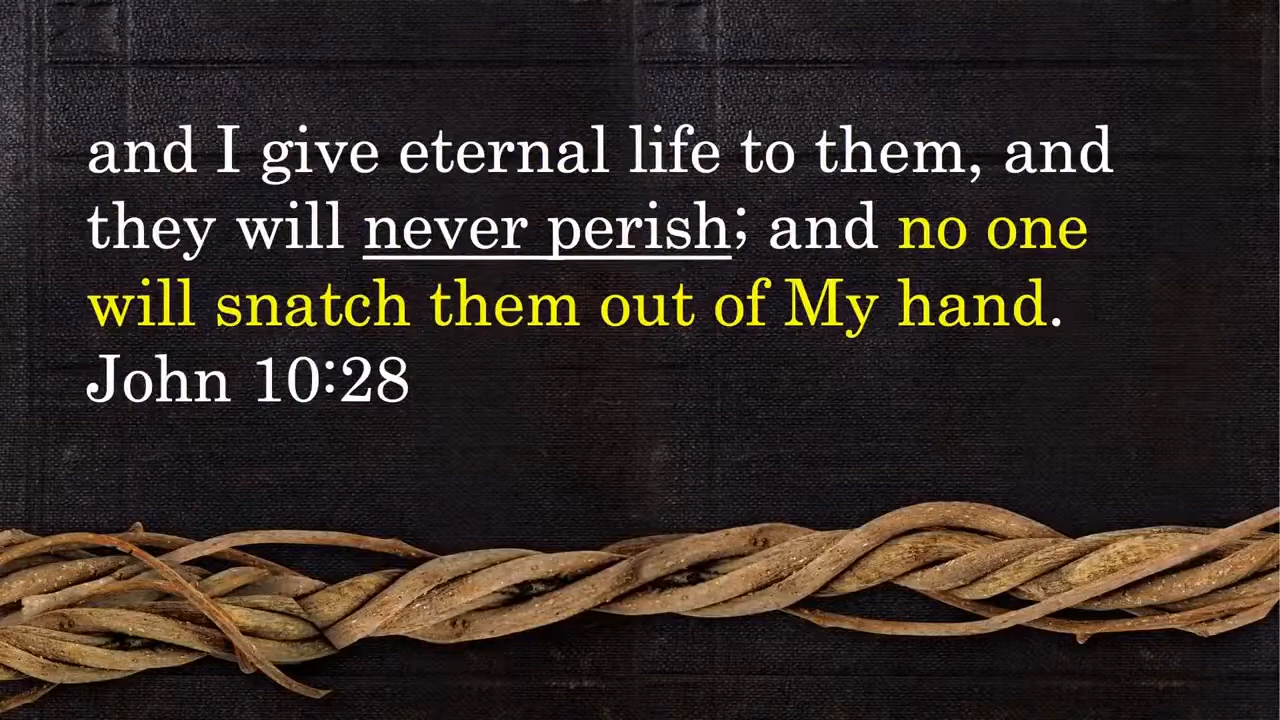 and I give eternal life to them, and
they will never perish; and no one
will snatch them out of My hand.
John 10:28